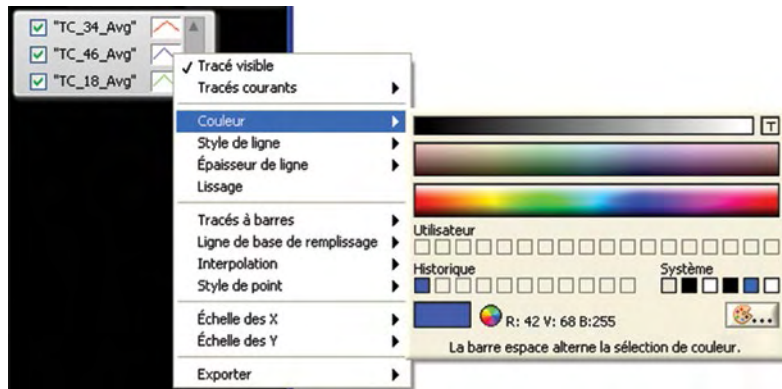 "TC_34_Avg"
"TC_46_Avg"
"TC_18_Avg"
✓ Tracé visible
Tracés courants
Couleur
Style de ligne
Épaisseur de ligne
Lissage
Tracés à barres
Ligne de base de remplissage
Interpolation
Style de point
Échelle des X
Échelle des Y
Exporter
T
Utilisateur
Historique Système
R: 42 V: 68 B:255
...
La barre espace alterne la sélection de couleur.